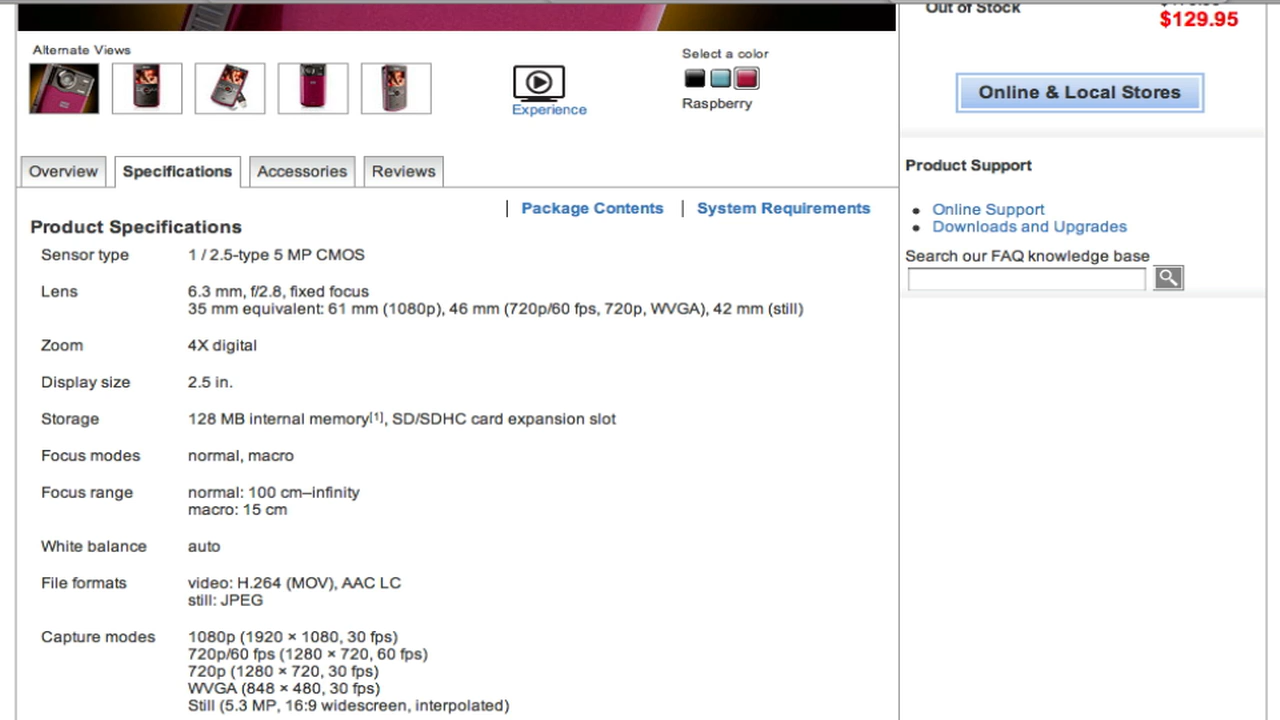 Out of Stock
$129.95
Alternate Views
Select a color
Experience
Raspberry
Online & Local Stores
Overview
Specifications
Accessories
Reviews
Product Support
Package Contents
System Requirements
Online Support
Downloads and Upgrades
Search our FAQ knowledge base
Product Specifications
Sensor type 1 / 2.5-type 5 MP CMOS
Lens 6.3 mm, f/2.8, fixed focus
35 mm equivalent: 61 mm (1080p), 46 mm (720p/60 fps, 720p, WVGA), 42 mm (still)
Zoom 4X digital
Display size 2.5 in.
Storage 128 MB internal memory[1], SD/SDHC card expansion slot
Focus modes normal, macro
Focus range normal: 100 cm–infinity
macro: 15 cm
White balance auto
File formats video: H.264 (MOV), AAC LC
still: JPEG
Capture modes 1080p (1920 × 1080, 30 fps)
720p/60 fps (1280 × 720, 60 fps)
720p (1280 × 720, 30 fps)
WVGA (848 × 480, 30 fps)
Still (5.3 MP, 16:9 widescreen, interpolated)